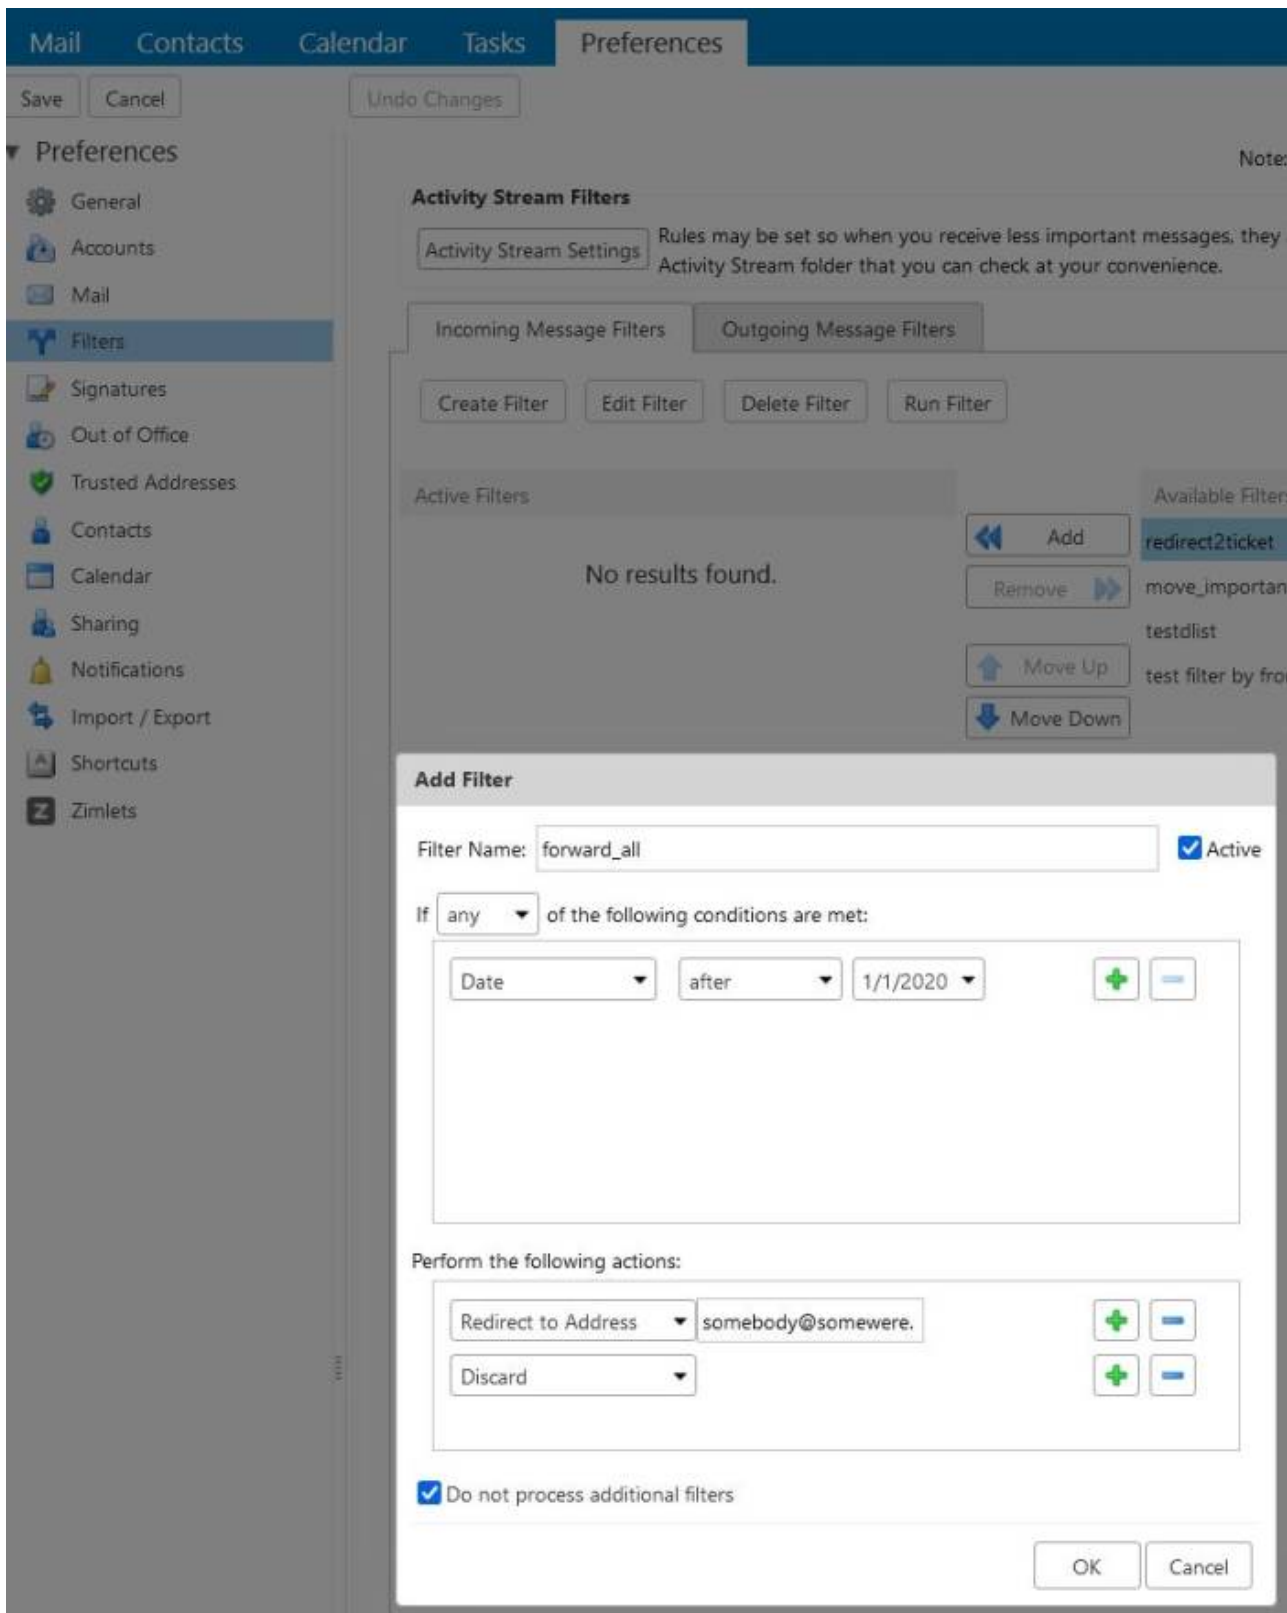 Mail Contacts Calendar Tasks Preferences
Save Cancel Undo Changes
Preferences
General
Accounts
Mail
Filters
Signatures
Out of Office
Trusted Addresses
Contacts
Calendar
Sharing
Notifications
Import / Export
Shortcuts
Zimlets
Note:
Activity Stream Filters
Activity Stream Settings
Rules may be set so when you receive less important messages, they
Activity Stream folder that you can check at your convenience.
Incoming Message Filters Outgoing Message Filters
Create Filter Edit Filter Delete Filter Run Filter
Active Filters
No results found.
Add
Remove
Move Up
Move Down
Available Filters
redirect2ticket
move_importan
testdlist
test filter by fro
Add Filter
Filter Name: forward_all Active
If any of the following conditions are met:
Date after 1/1/2020
Perform the following actions:
Redirect to Address somebody@somewere.
Discard
Do not process additional filters
OK Cancel